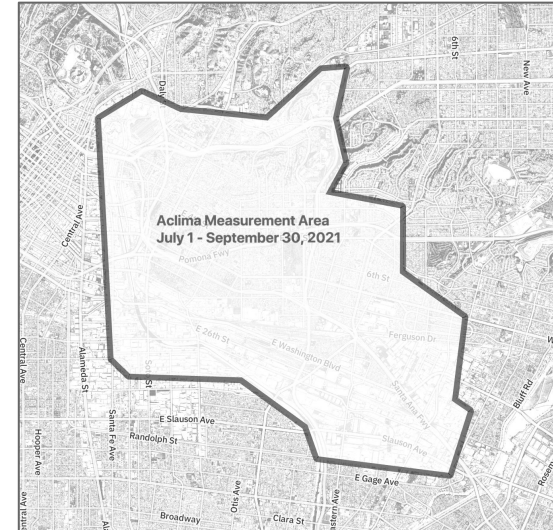 6th St
New Ave
Central Ave
Aclima Measurement Area
July 1 - September 30, 2021
Pomona Fwy
6th St
E 26th St
E Washington Blvd
Ferguson Dr
Central Ave
Alameda St
Santa Ana Fwy
Bluff Rd
E Slauson Ave
Santa Fe Ave
Randolph St
Slauson Ave
Hooper Ave
E Gage Ave
Otis Ave
Broadway
Clara St